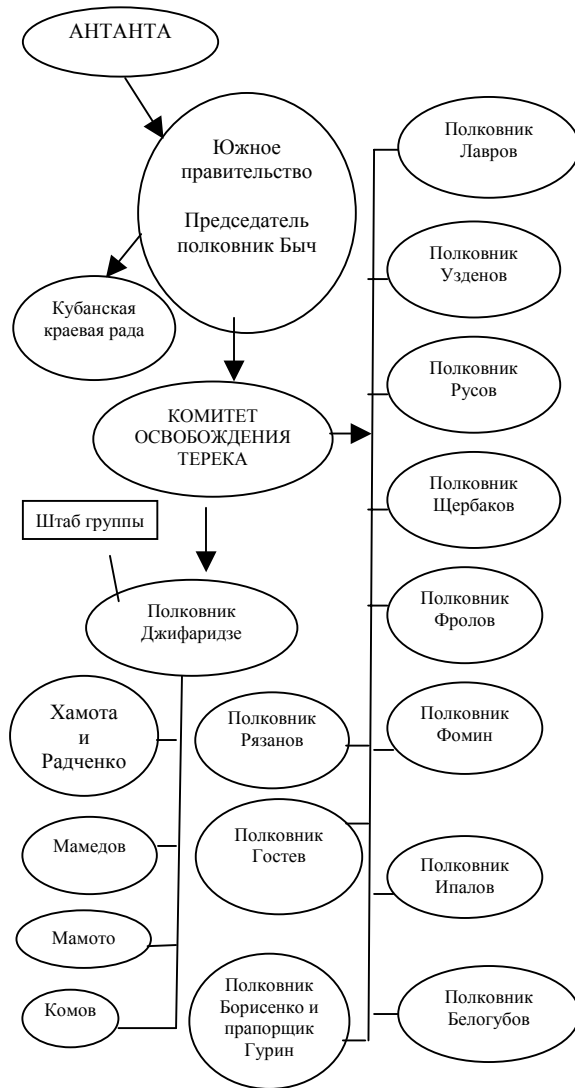 АНТАНТА
Южное
правительство
Председатель
полковник Быч
Кубанская
краевая рада
КОМИТЕТ
ОСВОБОЖДЕНИЯ
ТЕРЕКА
Штаб группы
Полковник
Джифаридзе
Хамота
и
Радченко
Мамедов
Мамото
Комов
Полковник
Рязанов
Полковник
Гостев
Полковник
Борисенко и
прапорщик
Гурин
Полковник
Лавров
Полковник
Узденов
Полковник
Русов
Полковник
Щербаков
Полковник
Фролов
Полковник
Фомин
Полковник
Ипалов
Полковник
Белогубов